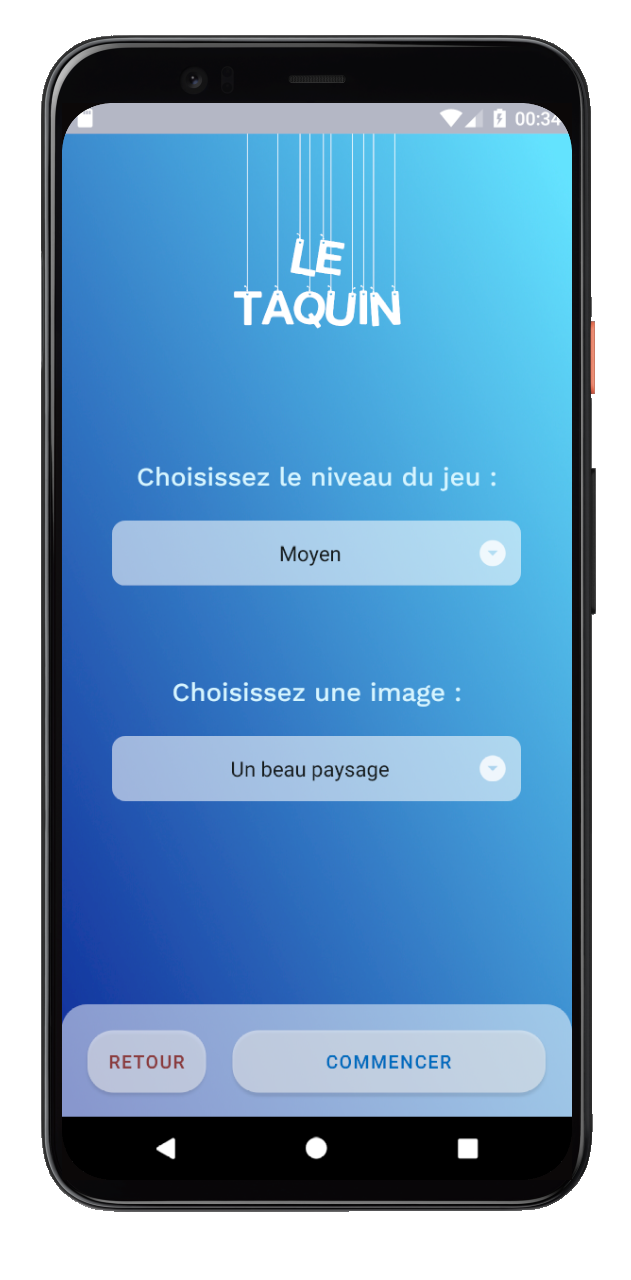 00:34
LE
TAQUIN
Choisissez le niveau du jeu :
Moyen
Choisissez une image :
Un beau paysage
RETOUR
COMMENCER